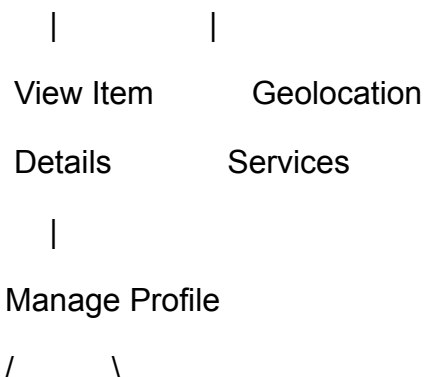 | |
View Item Geolocation
Details Services
|
Manage Profile
/ \